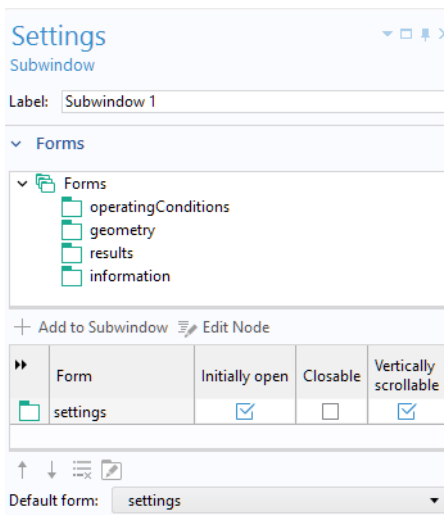 Settings
Subwindow
Label: Subwindow 1
Forms
Forms
operatingConditions
geometry
results
information
Add to Subwindow Edit Node
Form Initially open Closable Vertically scrollable
settings
Default form: settings